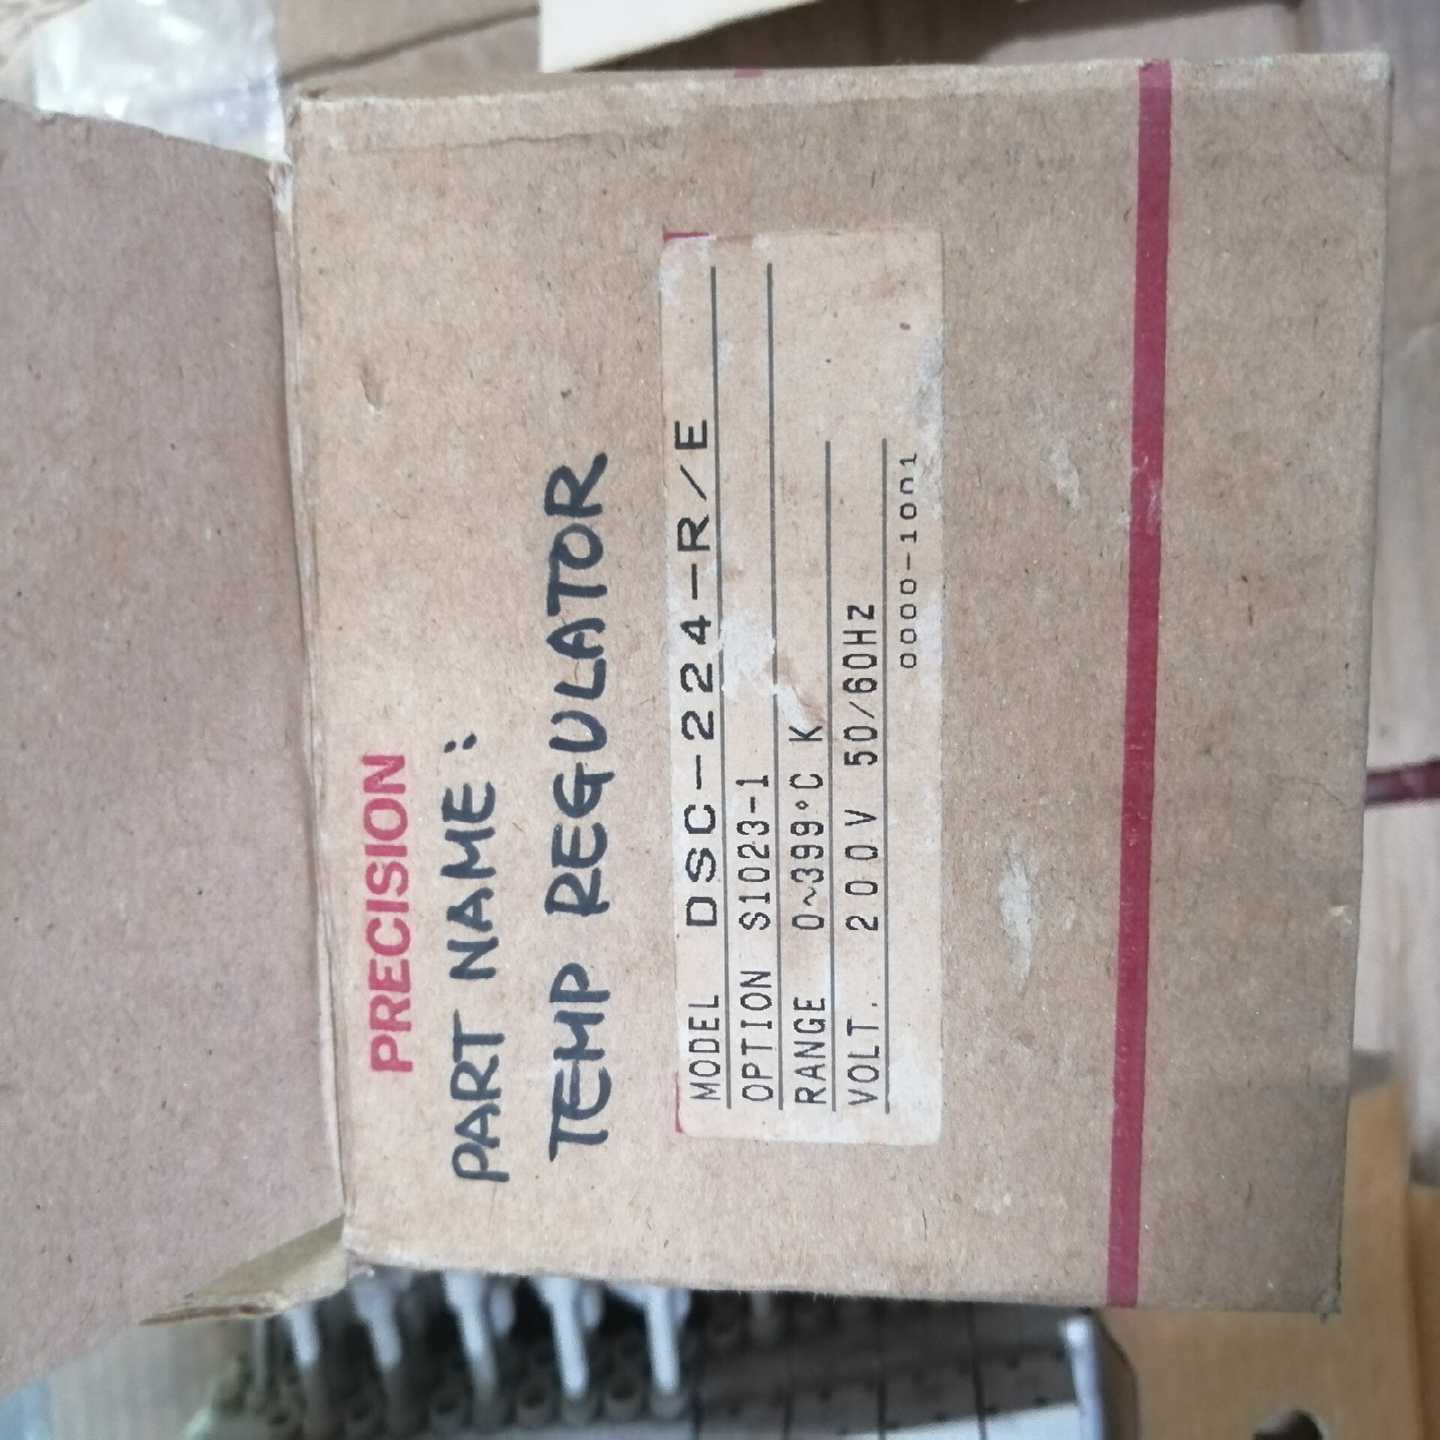 PRECISION
PART NAME:
TEMP REGULATOR
MODEL DSC-224-R/E
OPTION S1023-1
RANGE 0~399°C K
VOLT. 200V 50/60Hz
0000-1001